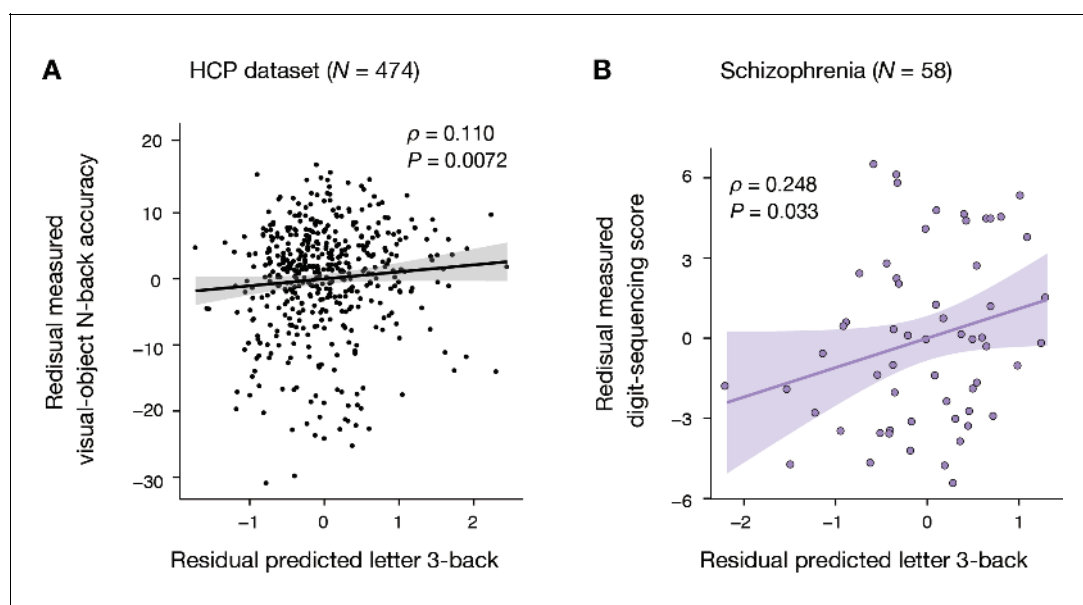 A
HCP dataset (N = 474)
ρ = 0.110
P = 0.0072
Redisual measured
visual-object N-back accuracy
20
10
0
−10
−20
−30
−1
0
1
2
Residual predicted letter 3-back
B
Schizophrenia (N = 58)
ρ = 0.248
P = 0.033
Redisual measured
digit-sequencing score
6
3
0
−3
−6
−2
−1
0
1
Residual predicted letter 3-back